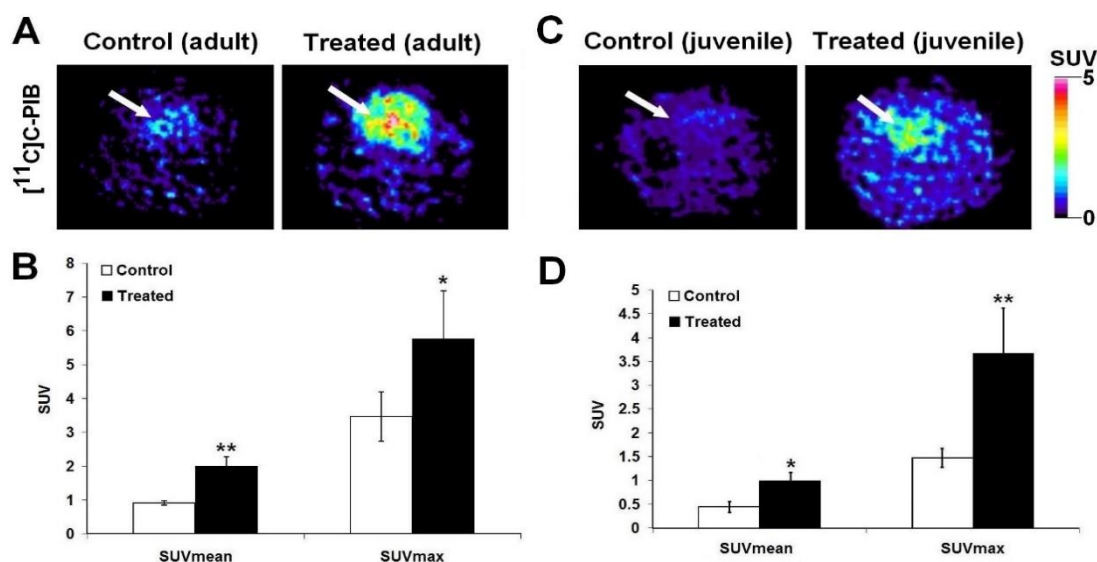 A
Control (adult) Treated (adult)
[11C]C-PIB
C
Control (juvenile) Treated (juvenile)
SUV
5
0
B
8
7
6
5
4
3
2
1
0
SUV
Control
Treated
**
*
SUVmean SUVmax
D
5
4.5
4
3.5
3
2.5
2
1.5
1
0.5
0
SUV
Control
Treated
*
**
SUVmean SUVmax